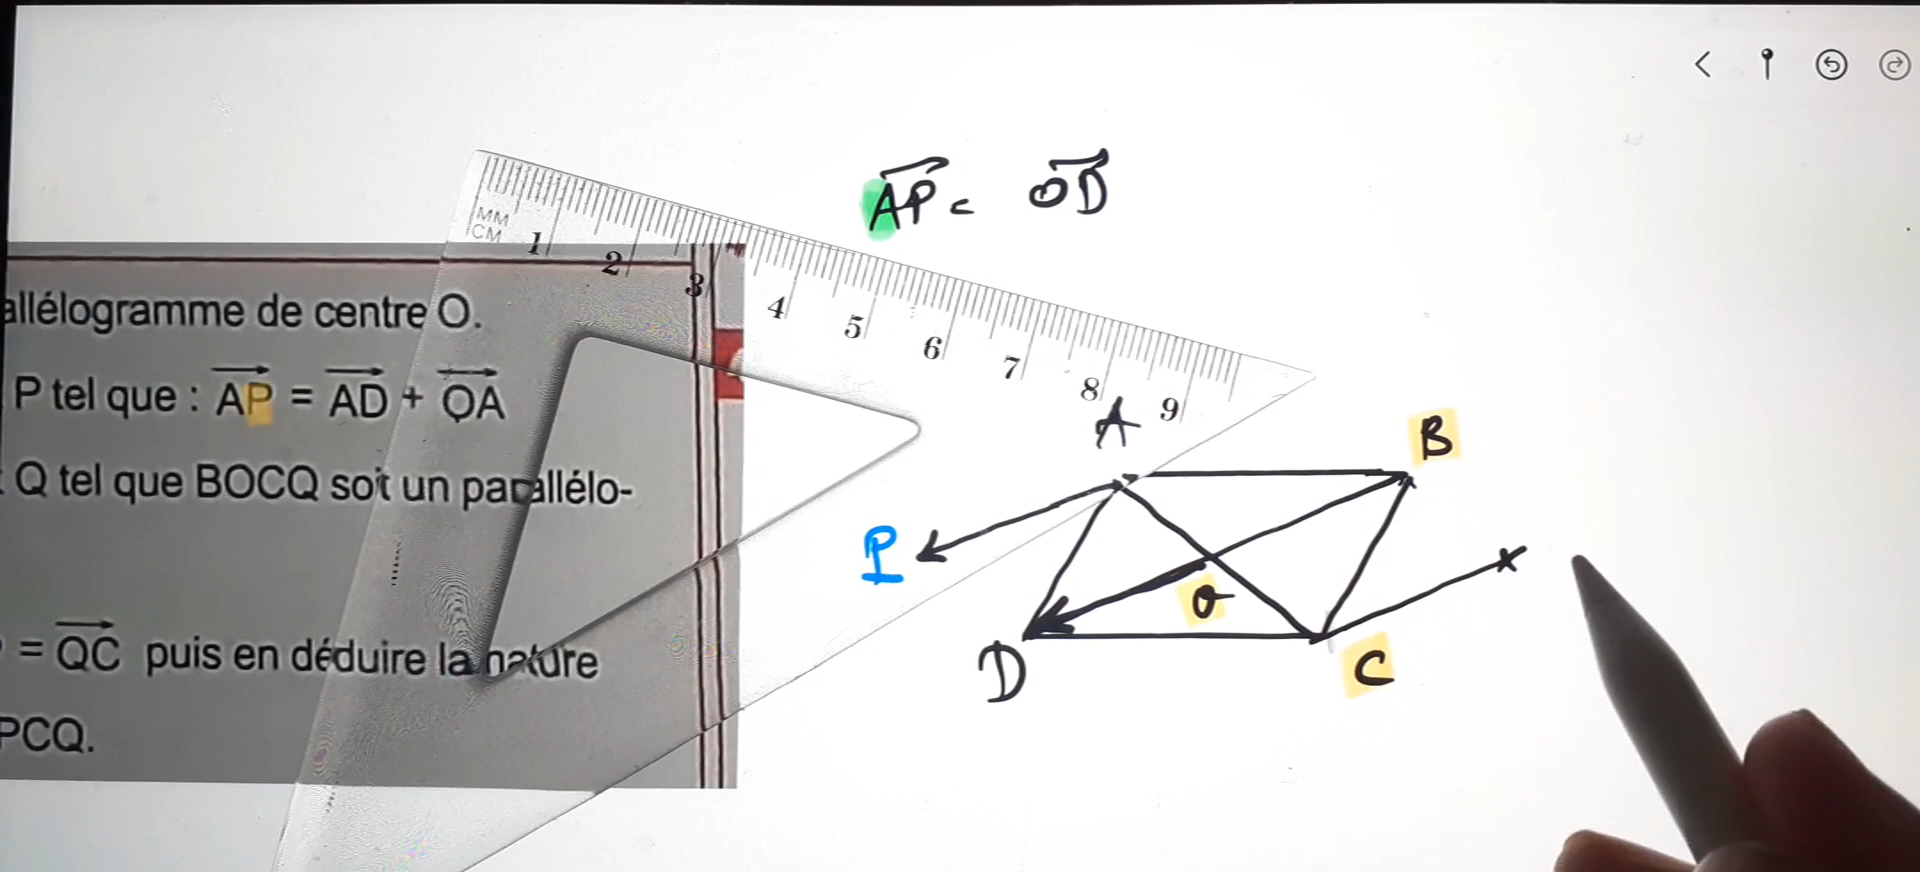 AP = OD
MM
CM 1 2 3 4 5 6 7 8 9
allélogramme de centre O.
P tel que : AP = AD + OA
Q tel que BOCQ soit un parallélo-
= QC puis en déduire la nature
PCQ.
A
B
P
O
D
C